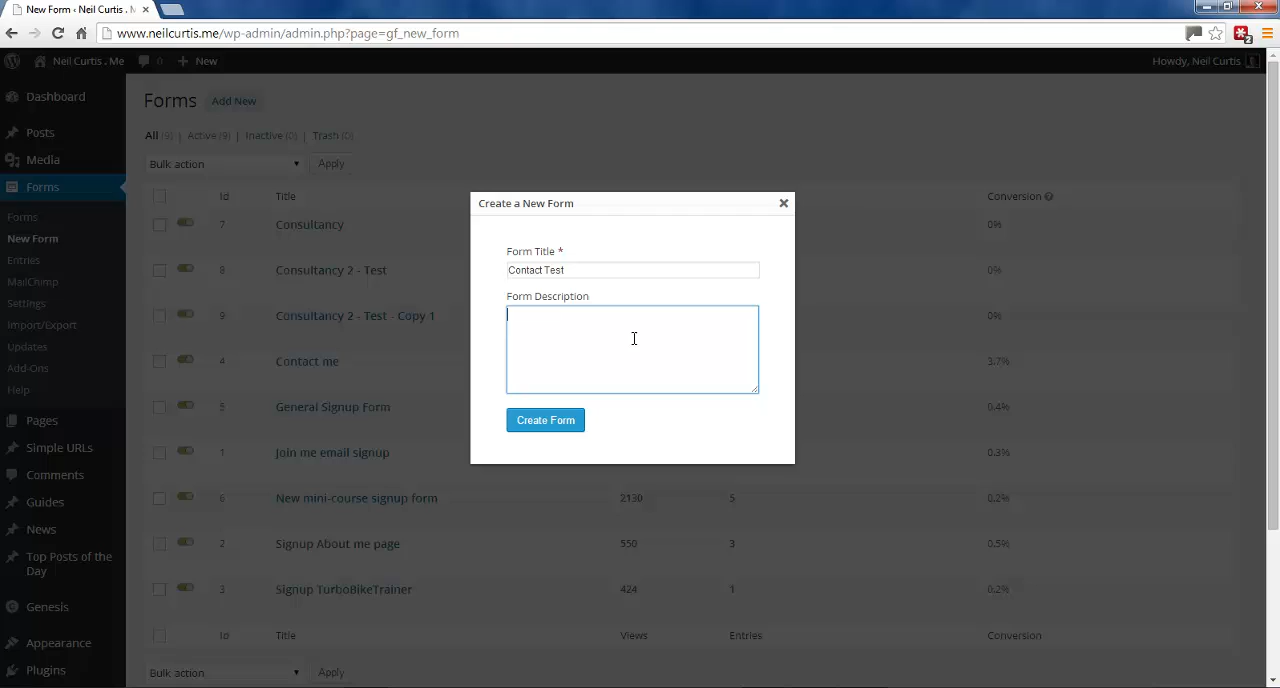 New Form ‹ Neil Curtis . M
www.neilcurtis.me/wp-admin/admin.php?page=gf_new_form
2
Neil Curtis . Me
0
New
Howdy, Neil Curtis
Dashboard
Posts
Media
Forms
Forms
New Form
Entries
MailChimp
Settings
Import/Export
Updates
Add-Ons
Help
Pages
Simple URLs
Comments
Guides
News
Top Posts of the
Day
Genesis
Appearance
Plugins
Forms Add New
All (9) | Active (9) | Inactive (0) | Trash (0)
Bulk action Apply
Id Title Conversion
7 Consultancy 0%
8 Consultancy 2 - Test 0%
9 Consultancy 2 - Test - Copy 1 0%
4 Contact me 3.7%
5 General Signup Form 0.4%
1 Join me email signup 0.3%
6 New mini-course signup form 2130 5 0.2%
2 Signup About me page 550 3 0.5%
3 Signup TurboBikeTrainer 424 1 0.2%
Id Title Views Entries Conversion
Bulk action Apply
Create a New Form
Form Title *
Contact Test
Form Description
Create Form